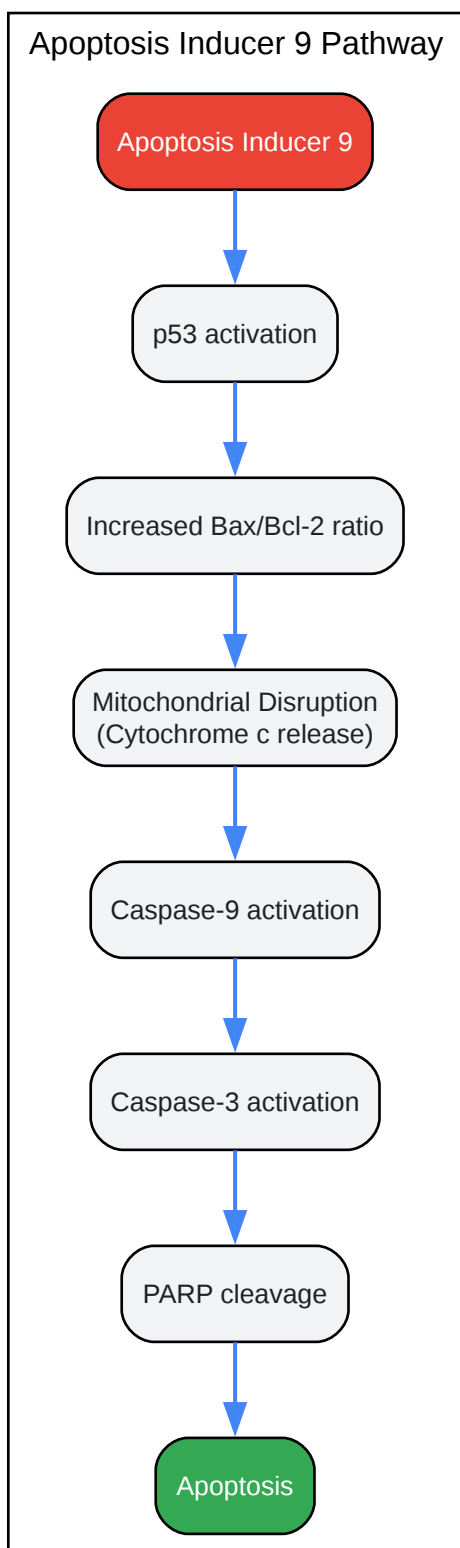 Apoptosis Inducer 9 Pathway
Apoptosis Inducer 9
p53 activation
Increased Bax/Bcl-2 ratio
Mitochondrial Disruption
(Cytochrome c release)
Caspase-9 activation
Caspase-3 activation
PARP cleavage
Apoptosis